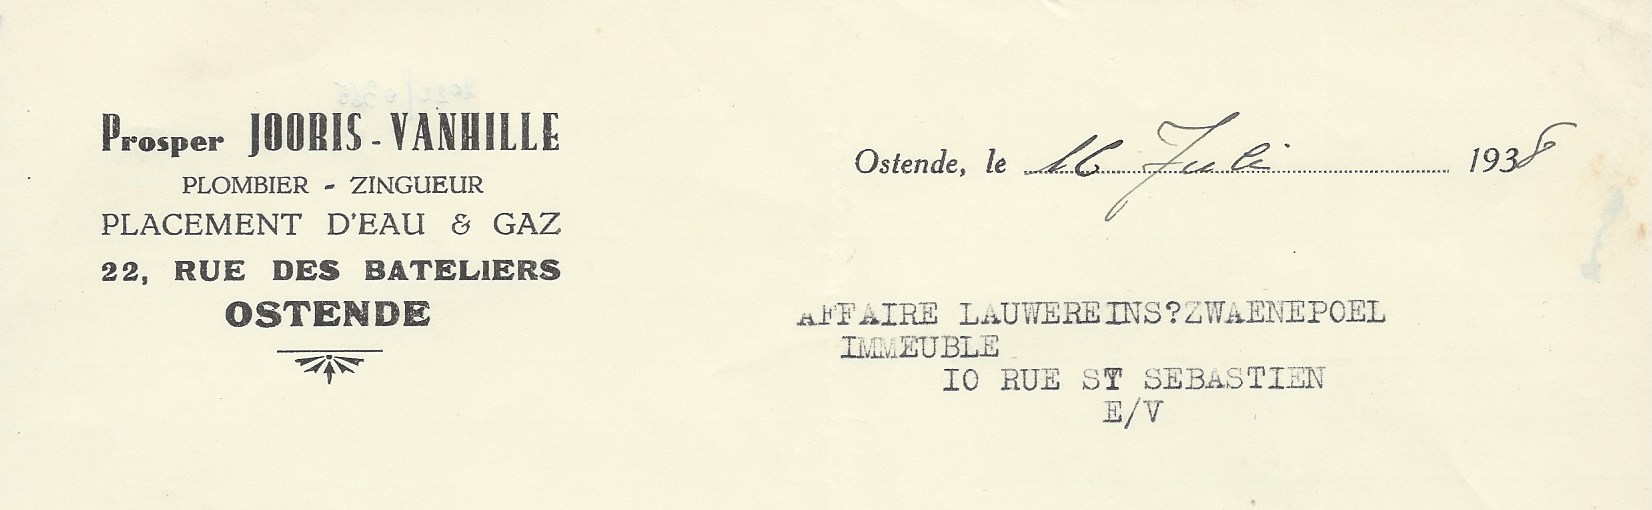 Prosper JOORIS - VANHILLE
PLOMBIER - ZINGUEUR
PLACEMENT D'EAU & GAZ
22, RUE DES BATELIERS
OSTENDE
Ostende, le 16 Juli 1938
AFFAIRE LAUWEREINS?ZWAENEPOEL
IMMEUBLE
IO RUE ST SEBASTIEN
E/V